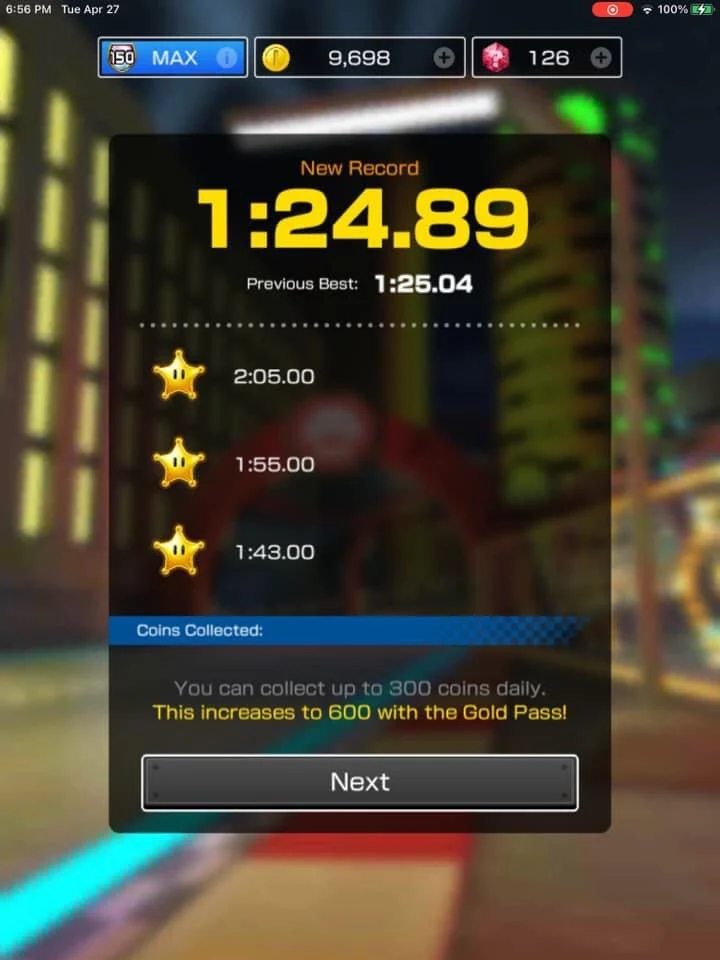 6:56 PM Tue Apr 27 100%
150 MAX i 9,698 + ? 126 +
New Record
1:24.89
Previous Best: 1:25.04
2:05.00
1:55.00
1:43.00
Coins Collected:
You can collect up to 300 coins daily.
This increases to 600 with the Gold Pass!
Next